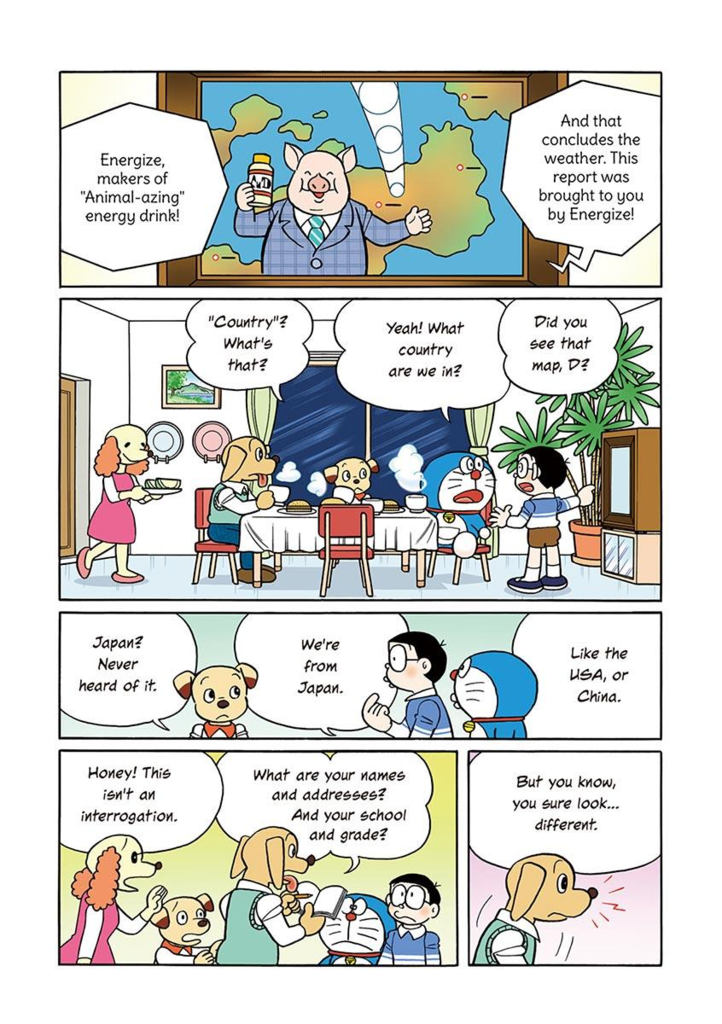 And that
concludes the
weather. This
report was
brought to you
by Energize!
Energize,
makers of
"Animal-azing"
energy drink!
Did you
see that
map, D?
Yeah! What
country
are we in?
"Country"?
What's
that?
Like the
USA, or
China.
We're
from
Japan.
Japan?
Never
heard of it.
But you know,
you sure look...
different.
What are your names
and addresses?
And your school
and grade?
Honey! This
isn't an
interrogation.